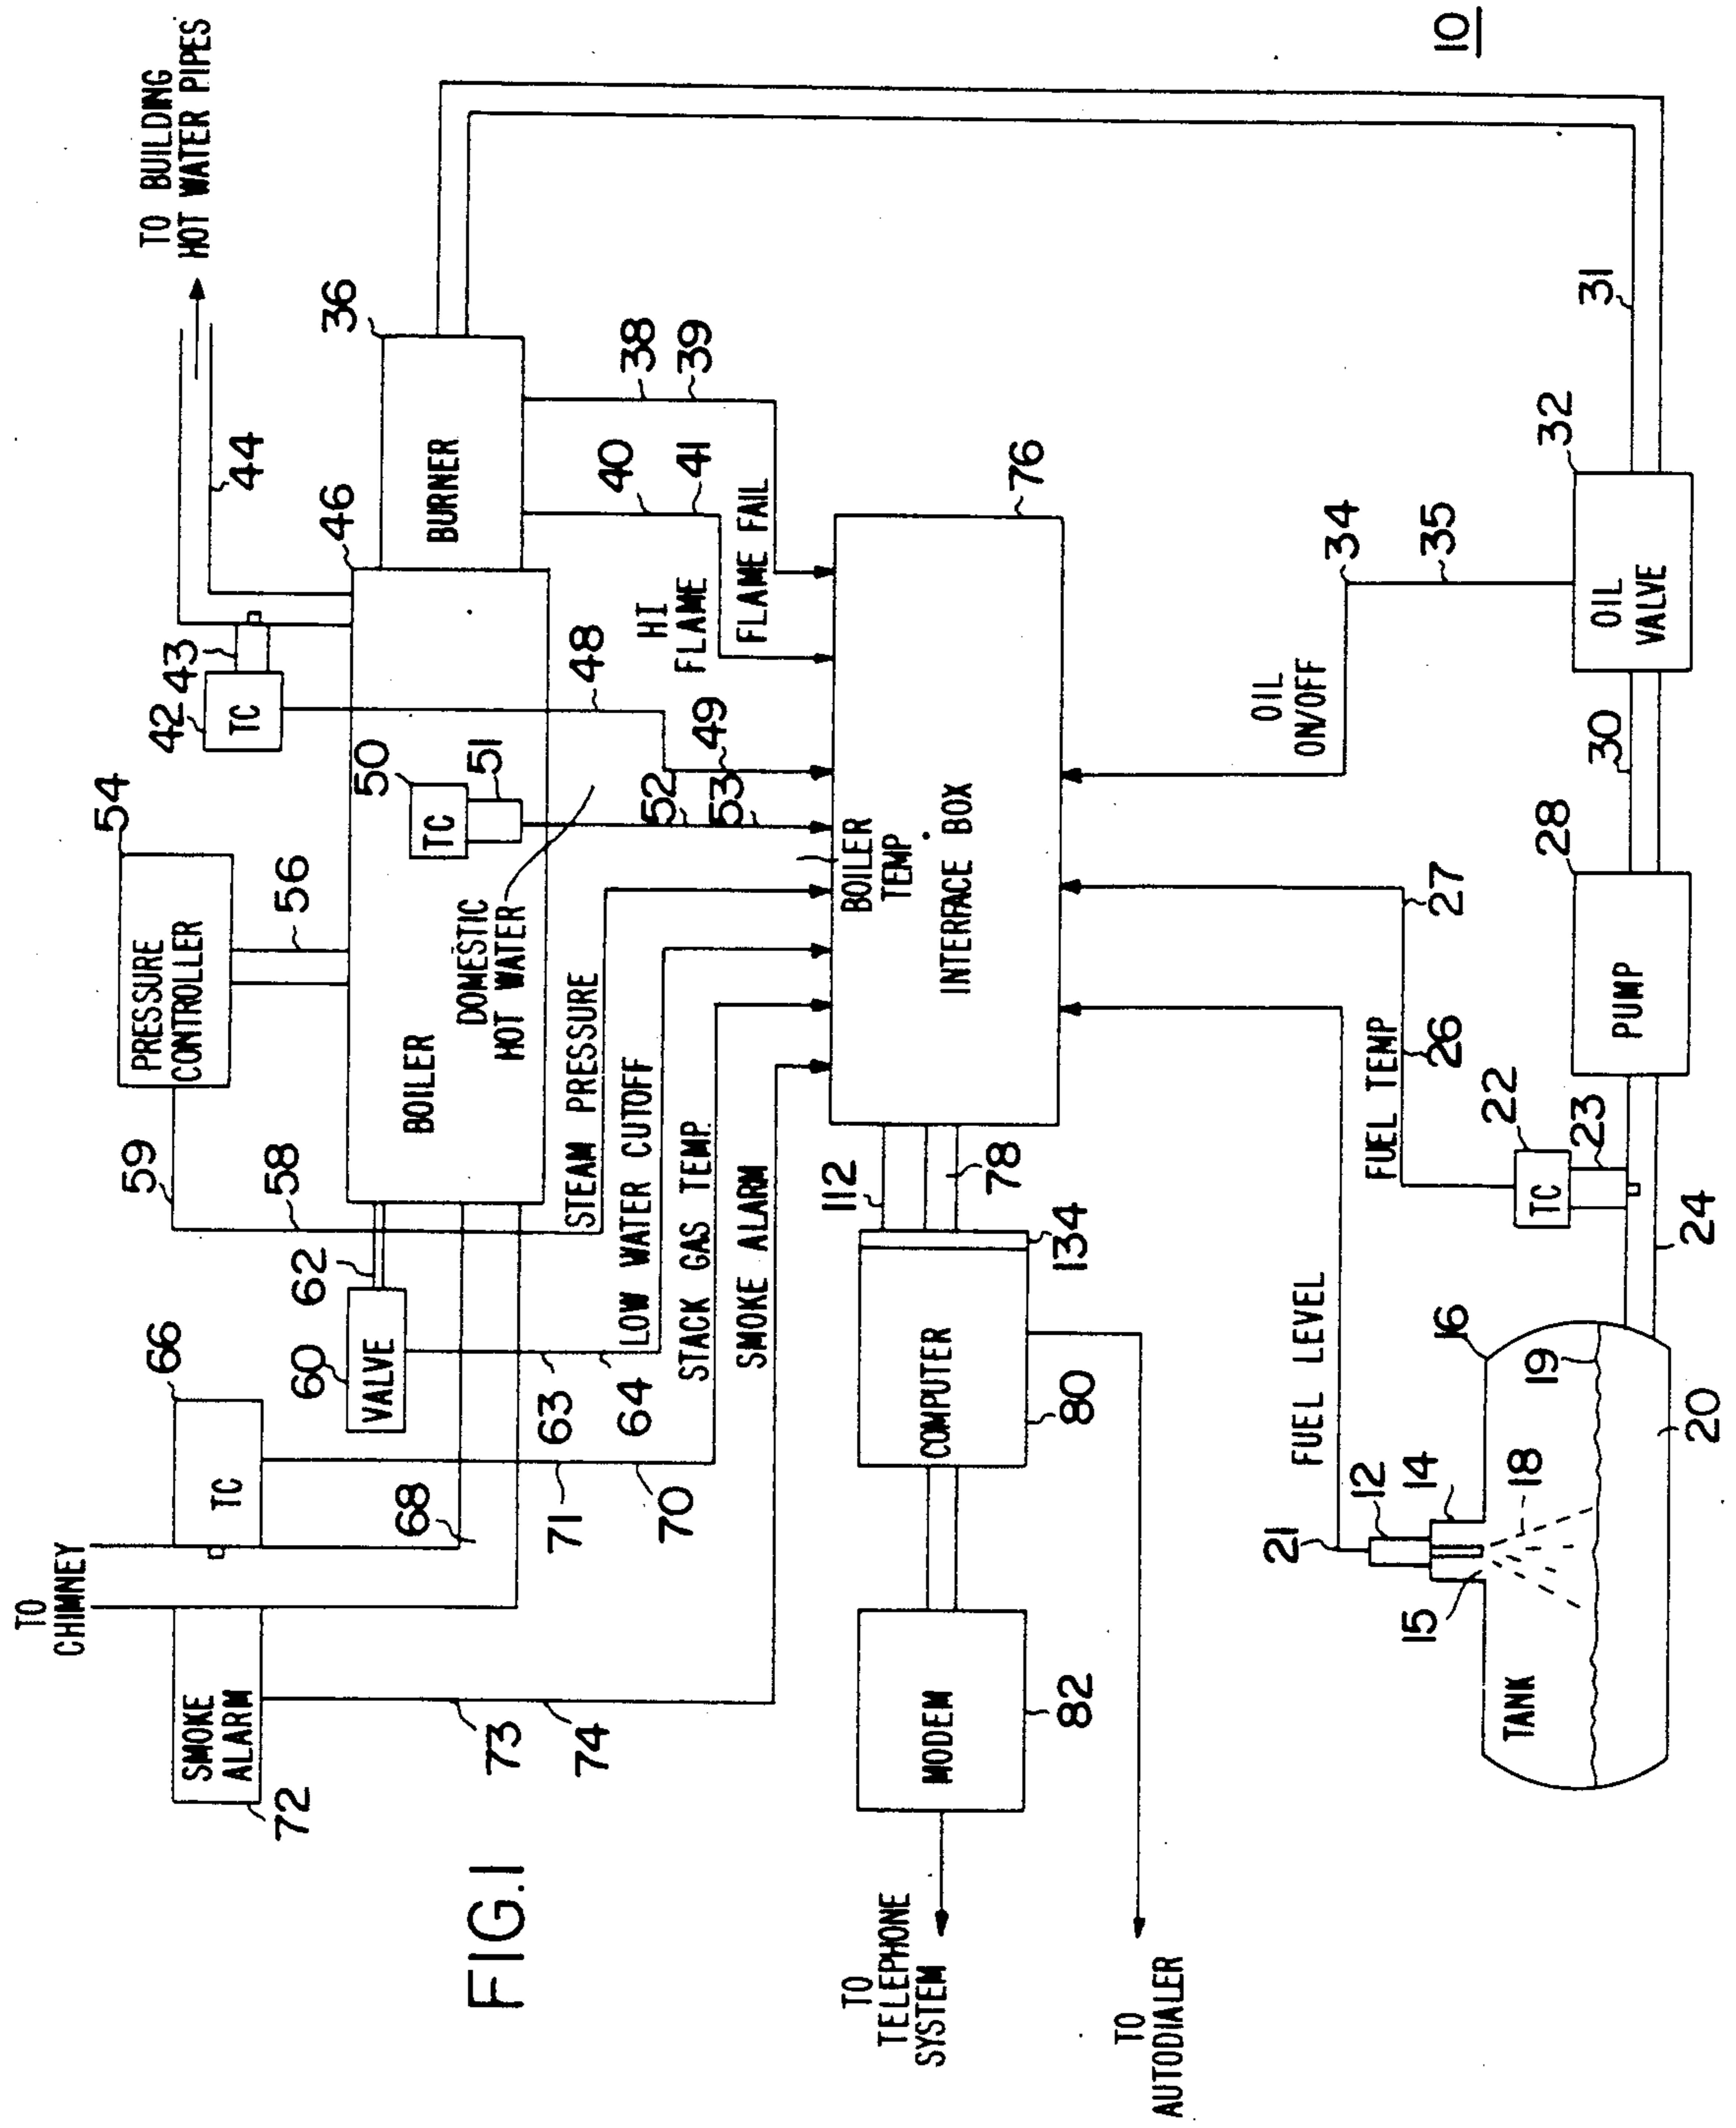 FIG.1
10
TO
CHIMNEY
SMOKE
ALARM
72
TC
66
68
73
74
71
70
VALVE
60
62
63
64
PRESSURE
CONTROLLER
54
56
59
58
TC
42
43
44
TO BUILDING
HOT WATER PIPES
BOILER
46
TC
50
51
DOMESTIC
HOT WATER
48
49
52
53
BURNER
36
38
39
40
41
HI
FLAME
FLAME FAIL
BOILER
TEMP.
STEAM PRESSURE
LOW WATER CUTOFF
STACK GAS TEMP.
SMOKE ALARM
INTERFACE BOX
76
112
78
134
COMPUTER
80
MODEM
82
TO
TELEPHONE
SYSTEM
TO
AUTODIALER
FUEL LEVEL
21
12
14
15
16
18
19
20
TANK
FUEL TEMP
26
27
TC
22
23
24
PUMP
28
30
OIL
ON/OFF
34
35
OIL
VALVE
32
31